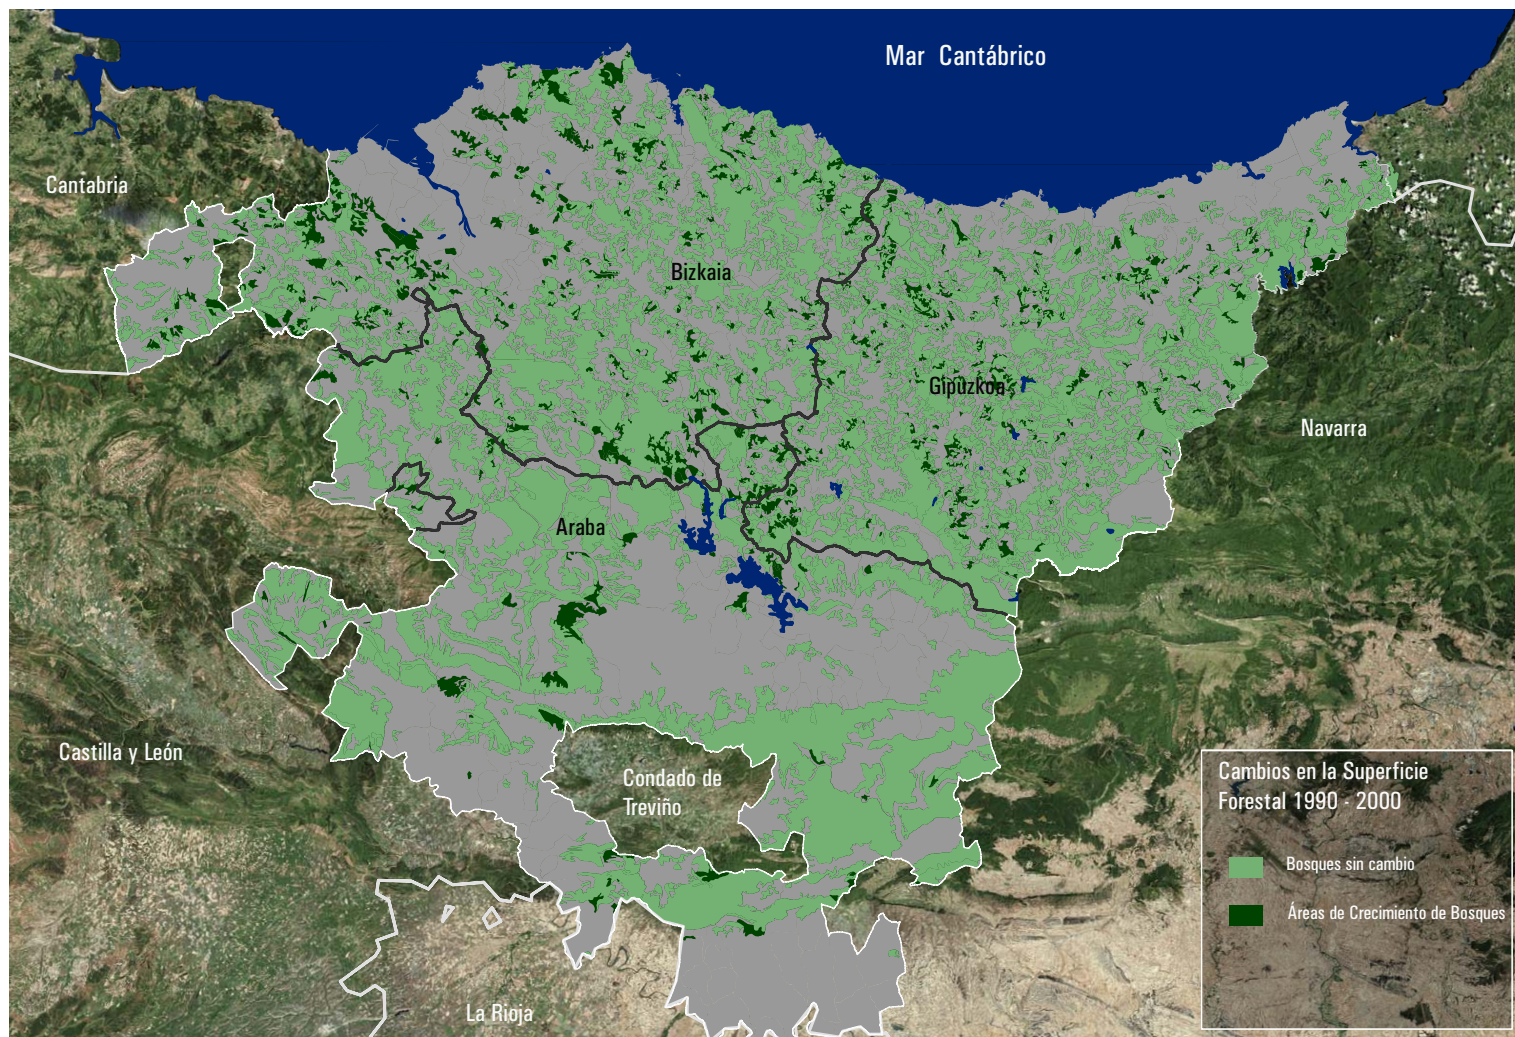 Mar Cantábrico
Cantabria
Bizkaia
Gipuzkoa
Navarra
Araba
Castilla y León
Condado de
Treviño
La Rioja
Cambios en la Superficie
Forestal 1990 - 2000
Bosques sin cambio
Áreas de Crecimiento de Bosques